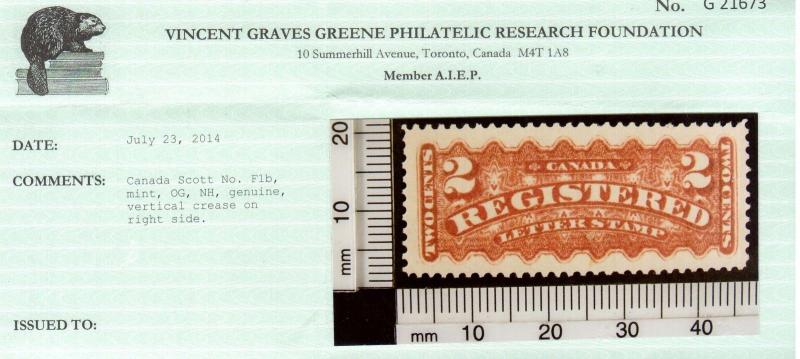 No. G 21673
VINCENT GRAVES GREENE PHILATELIC RESEARCH FOUNDATION
10 Summerhill Avenue, Toronto, Canada M4T 1A8
Member A.I.E.P.
DATE: July 23, 2014
COMMENTS: Canada Scott No. F1b,
mint, OG, NH, genuine,
vertical crease on
right side.
20
10
mm
2 CANADA 2
TWO CENTS REGISTERED TWO CENTS
LETTER STAMP
mm 10 20 30 40
ISSUED TO: